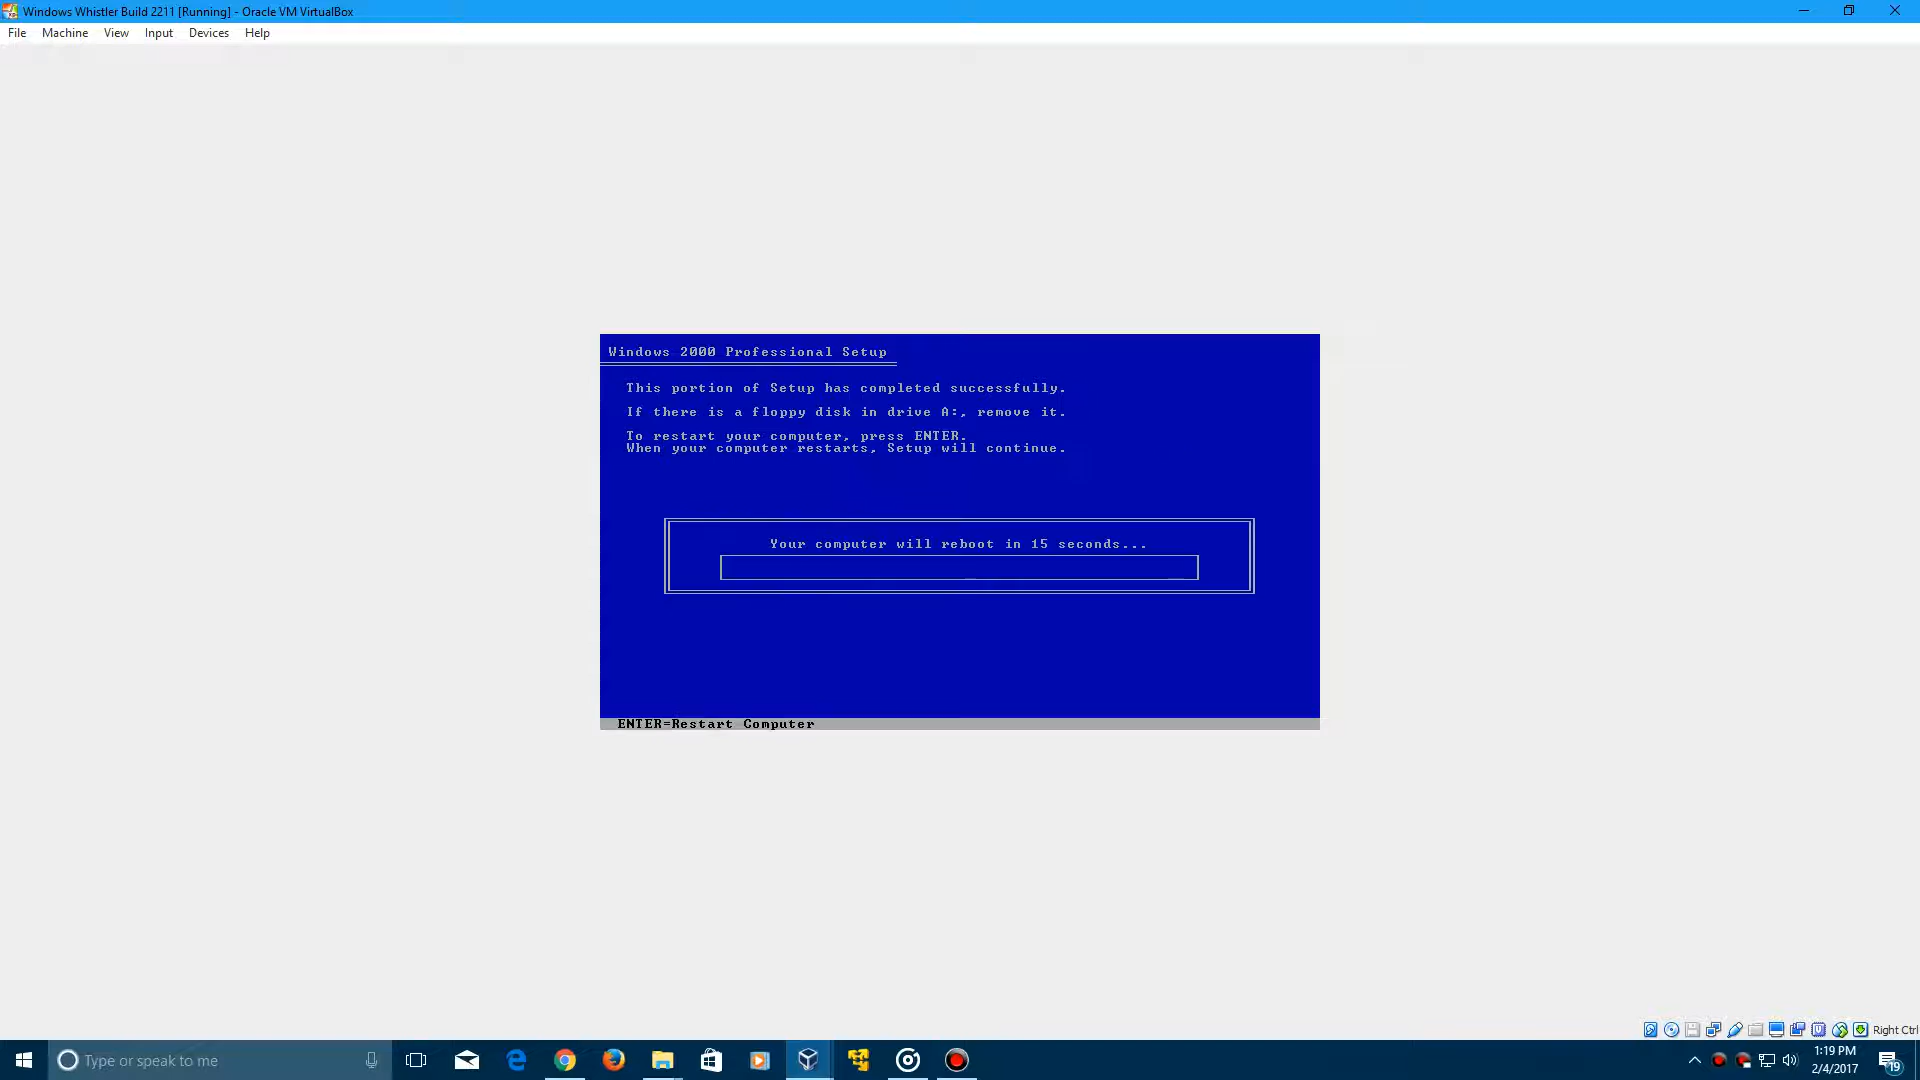 Windows Whistler Build 2211 [Running] - Oracle VM VirtualBox
File Machine View Input Devices Help
Windows 2000 Professional Setup
This portion of Setup has completed successfully.
If there is a floppy disk in drive A:, remove it.
To restart your computer, press ENTER.
When your computer restarts, Setup will continue.
Your computer will reboot in 15 seconds...
ENTER=Restart Computer
Right Ctrl
Type or speak to me
1:19 PM
2/4/2017
19